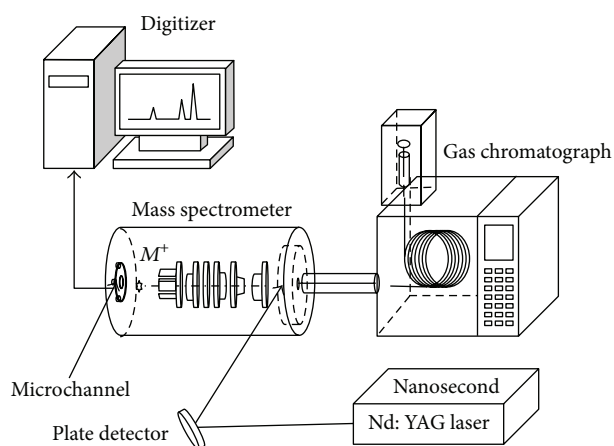 Digitizer
Gas chromatograph
Mass spectrometer
M+
Microchannel
Plate detector
Nanosecond
Nd: YAG laser